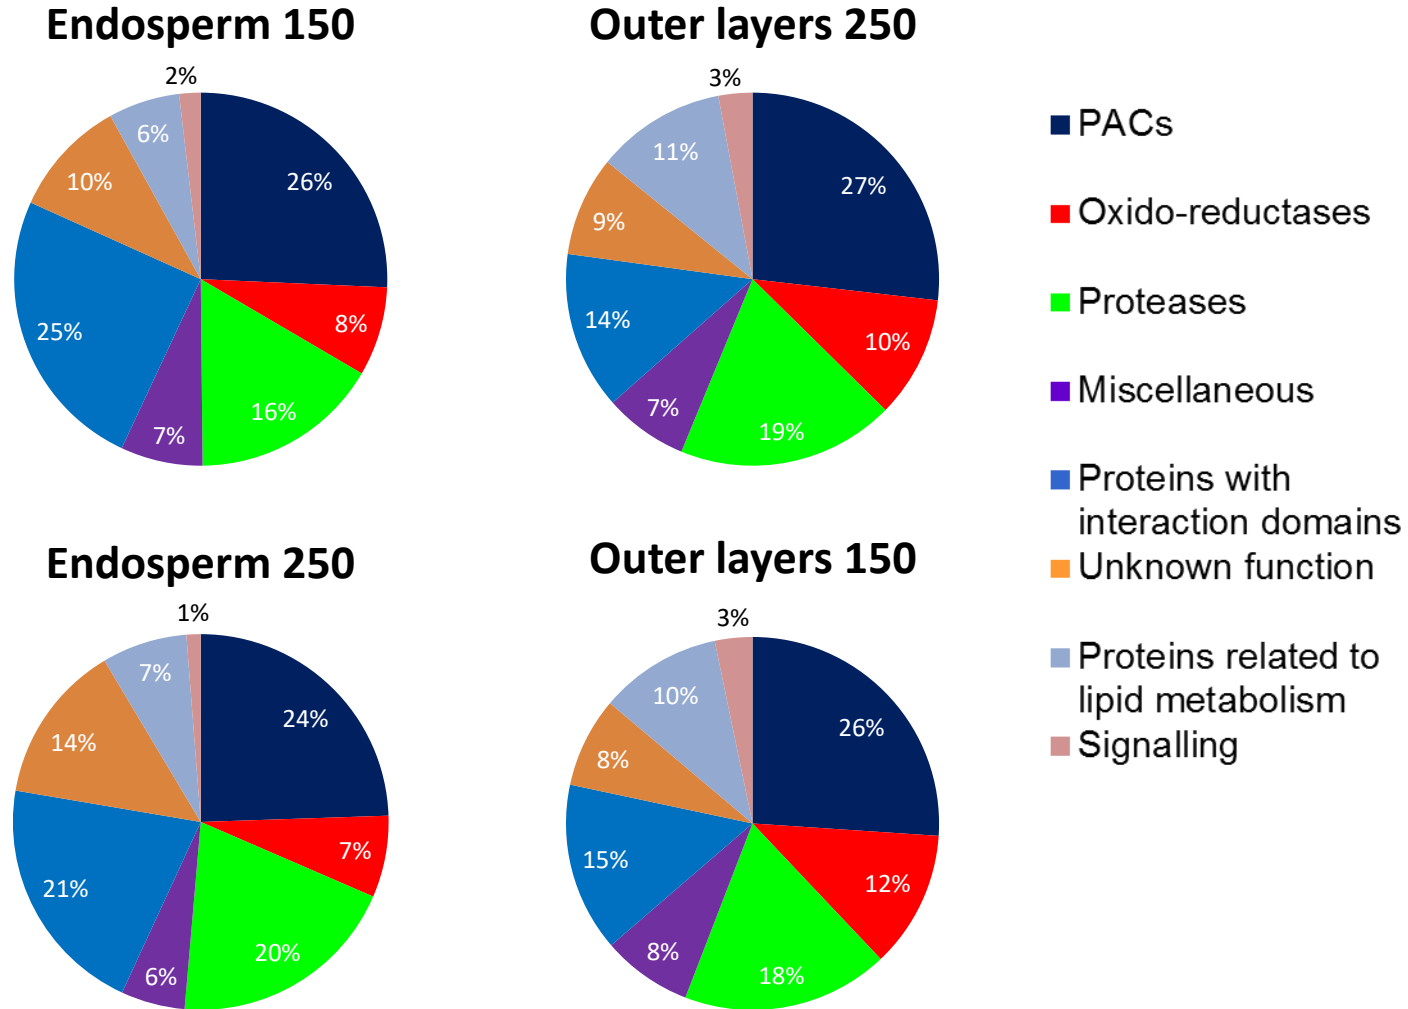 Endosperm 150
2%
26%
8%
16%
7%
25%
10%
6%
Outer layers 250
3%
27%
10%
19%
7%
14%
9%
11%
Endosperm 250
1%
24%
7%
20%
6%
21%
14%
7%
Outer layers 150
3%
26%
12%
18%
8%
15%
8%
10%
PACs
Oxido-reductases
Proteases
Miscellaneous
Proteins with
interaction domains
Unknown function
Proteins related to
lipid metabolism
Signalling